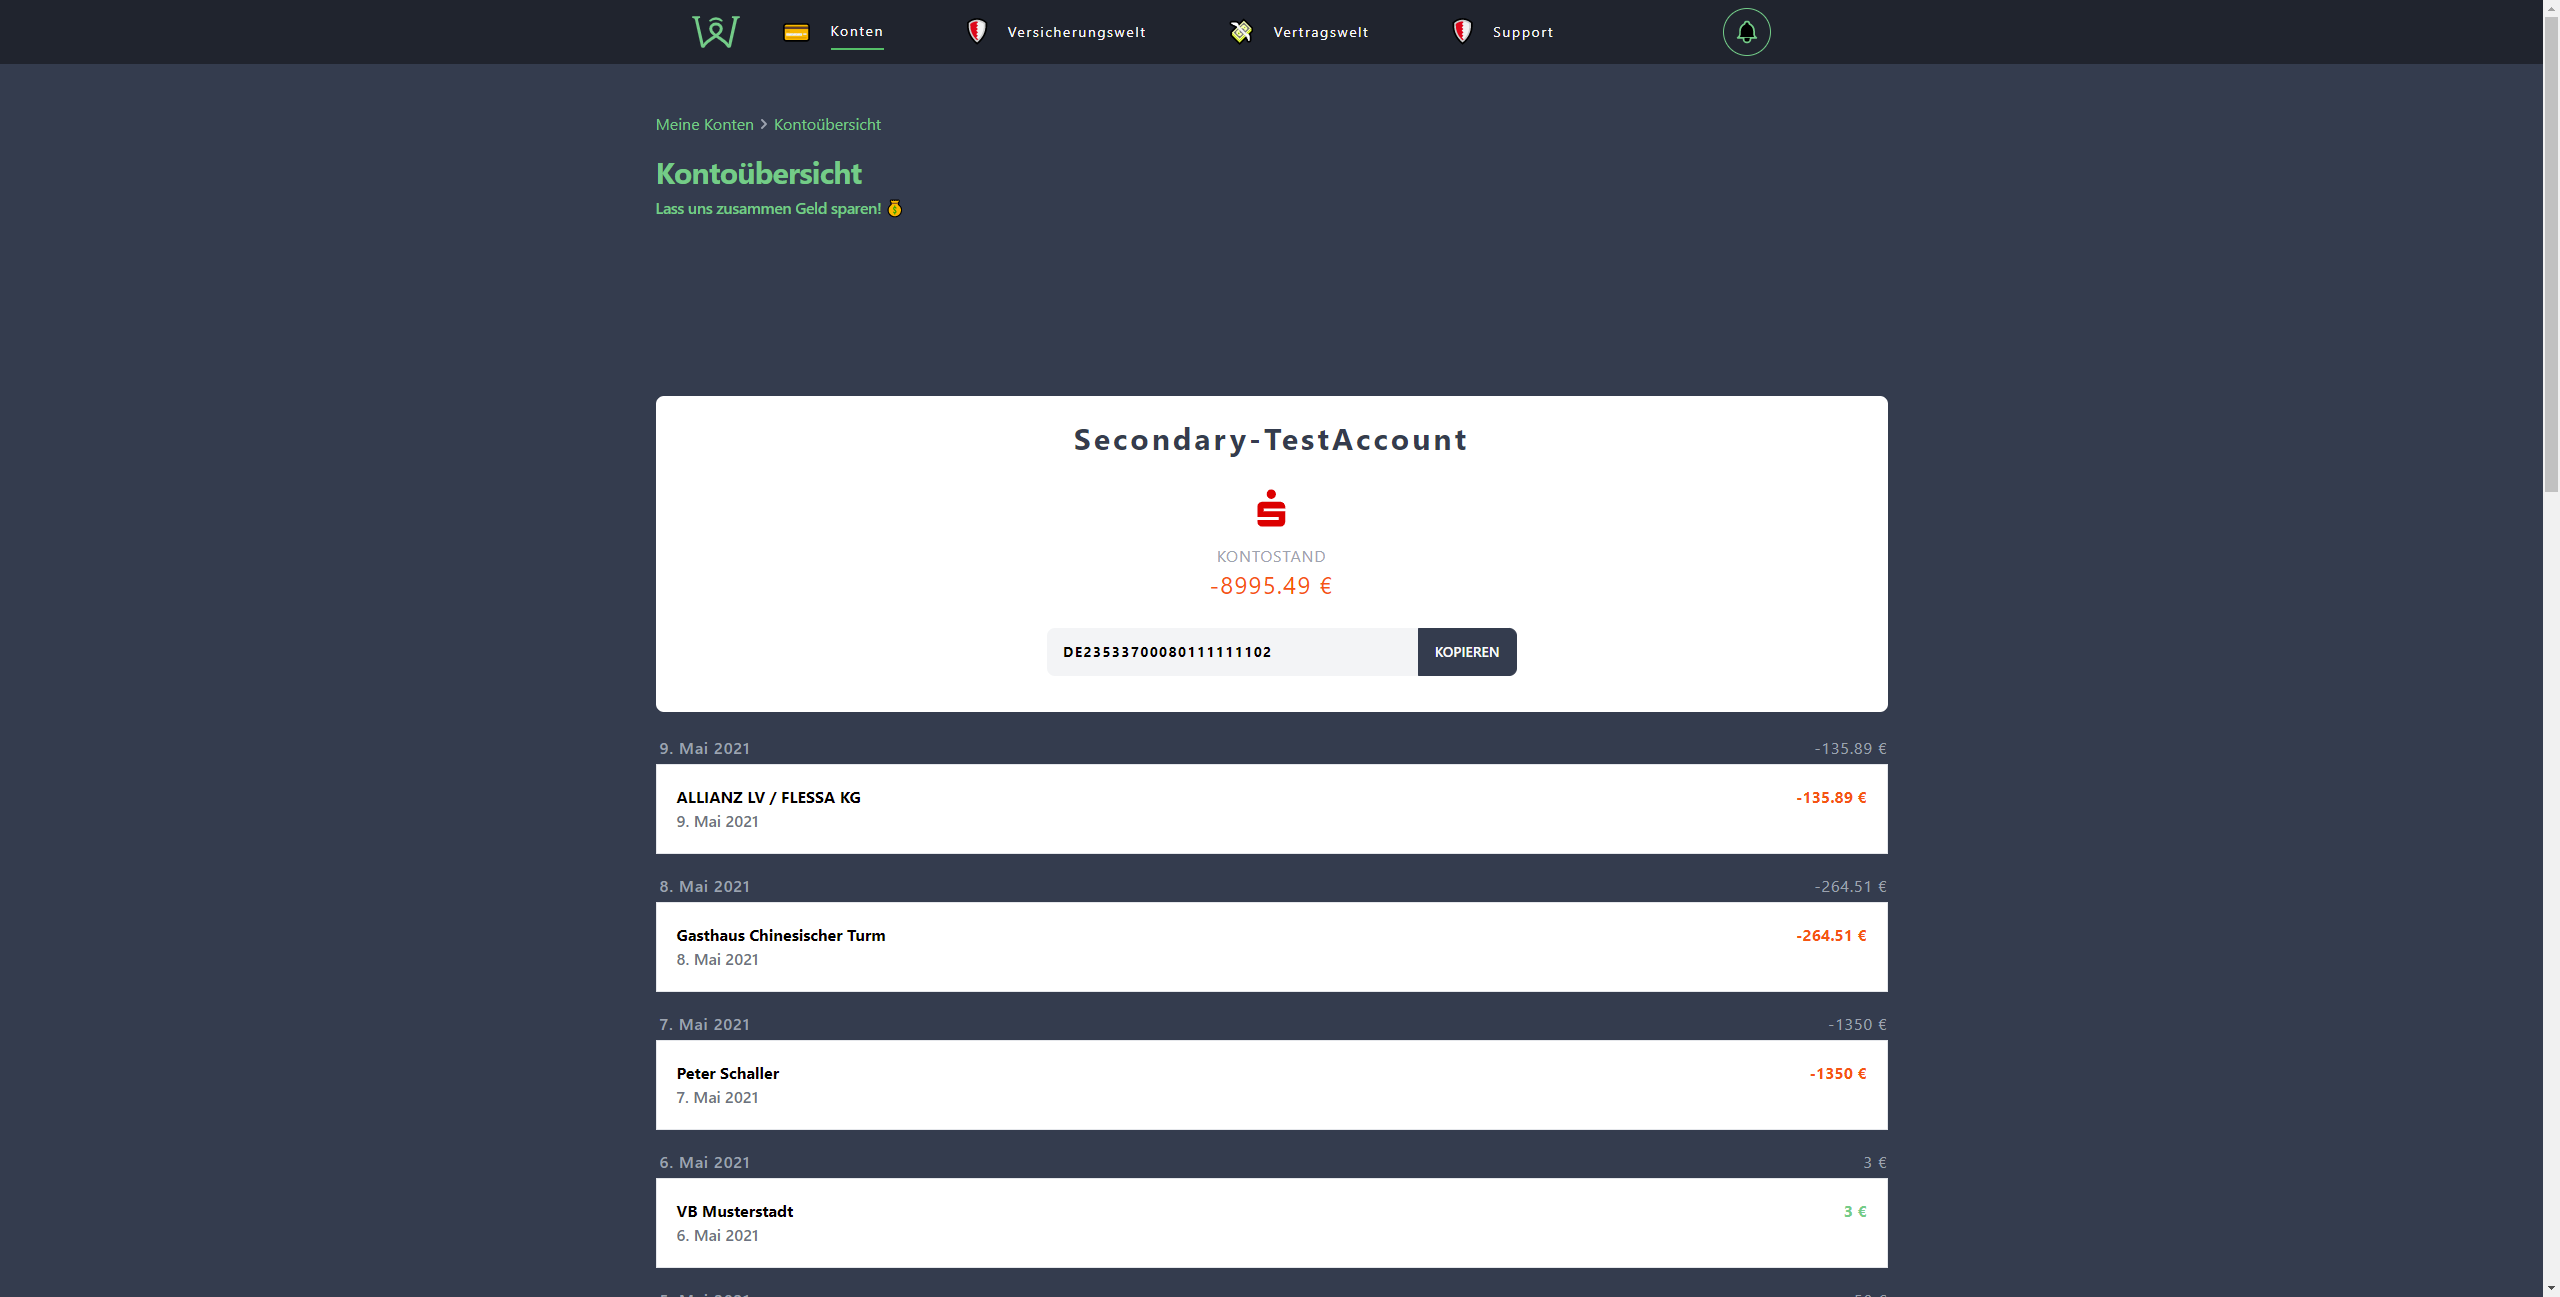 Konten
Versicherungswelt
Vertragswelt
Support
Meine Konten > Kontoübersicht
Kontoübersicht
Lass uns zusammen Geld sparen! 💰
Secondary-TestAccount
KONTOSTAND
-8995.49 €
DE23533700080111111102
KOPIEREN
9. Mai 2021 -135.89 €
ALLIANZ LV / FLESSA KG -135.89 €
9. Mai 2021
8. Mai 2021 -264.51 €
Gasthaus Chinesischer Turm -264.51 €
8. Mai 2021
7. Mai 2021 -1350 €
Peter Schaller -1350 €
7. Mai 2021
6. Mai 2021 3 €
VB Musterstadt 3 €
6. Mai 2021